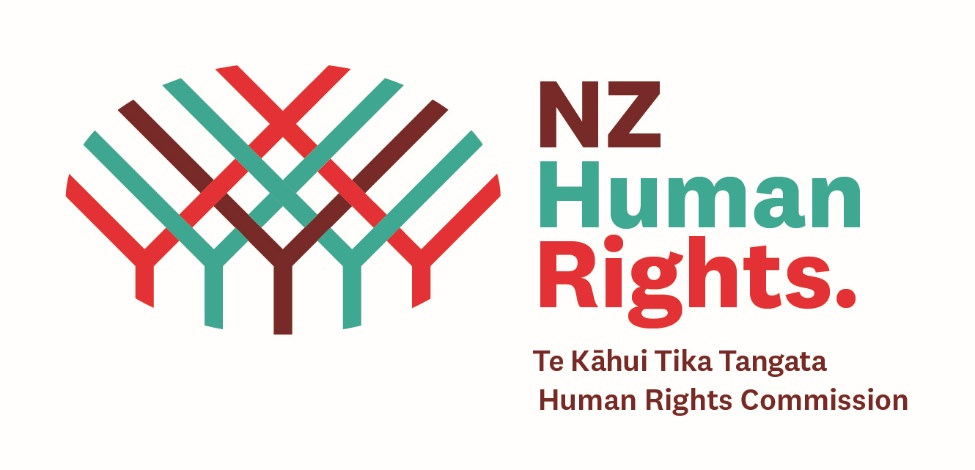 NZ
Human
Rights.
Te Kāhui Tika Tangata
Human Rights Commission